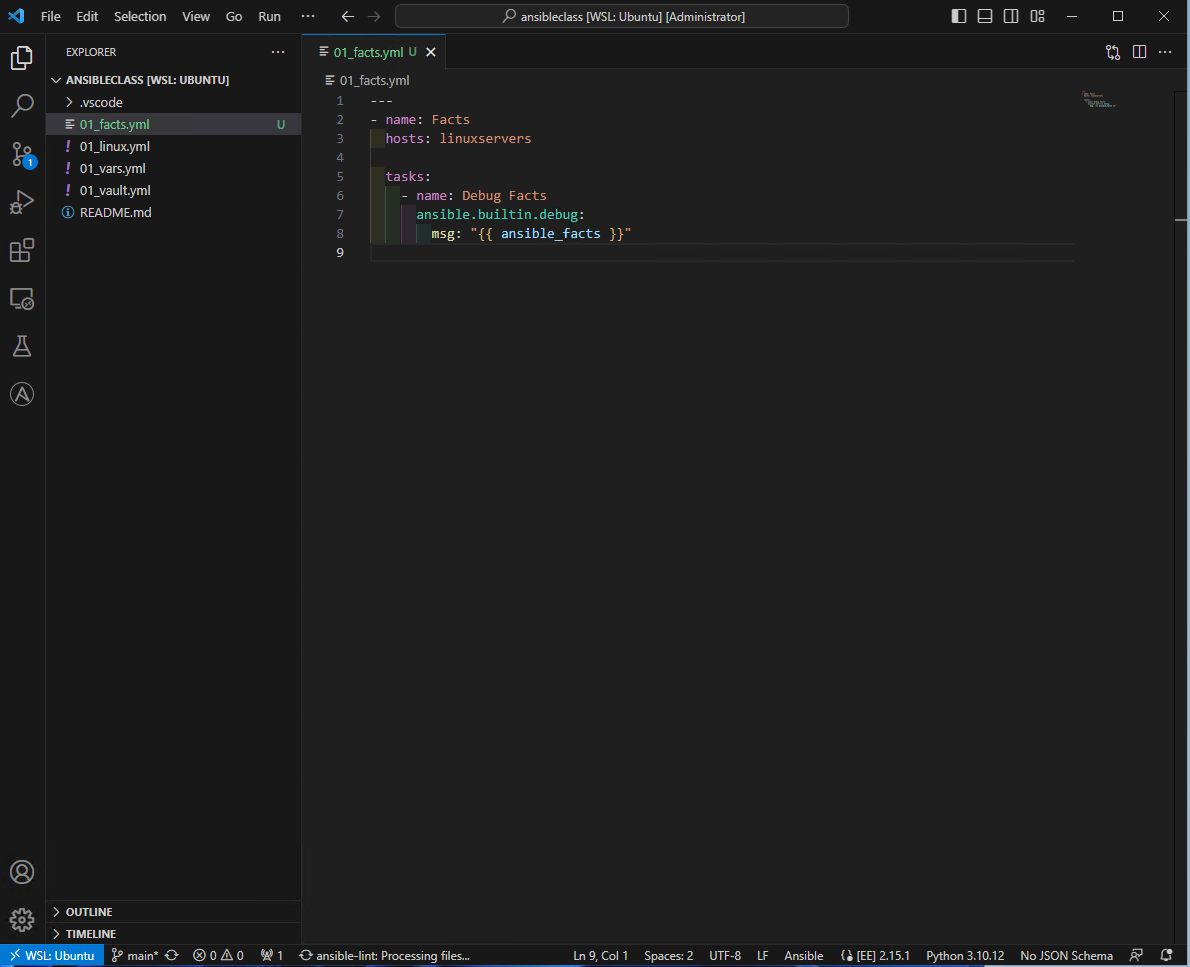 File Edit Selection View Go Run ··· ansibleclass [WSL: Ubuntu] [Administrator]
EXPLORER
ANSIBLECLASS [WSL: UBUNTU]
.vscode
01_facts.yml U
01_linux.yml
01_vars.yml
01_vault.yml
README.md
1
OUTLINE
TIMELINE
01_facts.yml U
01_facts.yml
1 ---
2 - name: Facts
3 hosts: linuxservers
4
5 tasks:
6 - name: Debug Facts
7 ansible.builtin.debug:
8 msg: "{{ ansible_facts }}"
9
WSL: Ubuntu main* 0 0 1 ansible-lint: Processing files... Ln 9, Col 1 Spaces: 2 UTF-8 LF Ansible [EE] 2.15.1 Python 3.10.12 No JSON Schema